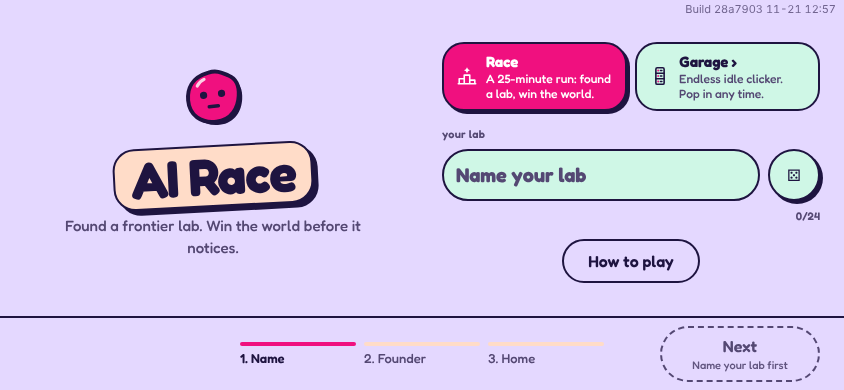 Build 28a7903 11-21 12:57
Race
A 25-minute run: found
a lab, win the world.
Garage ›
Endless idle clicker.
Pop in any time.
AI Race
Found a frontier lab. Win the world before it
notices.
your lab
Name your lab
0/24
How to play
1. Name
2. Founder
3. Home
Next
Name your lab first